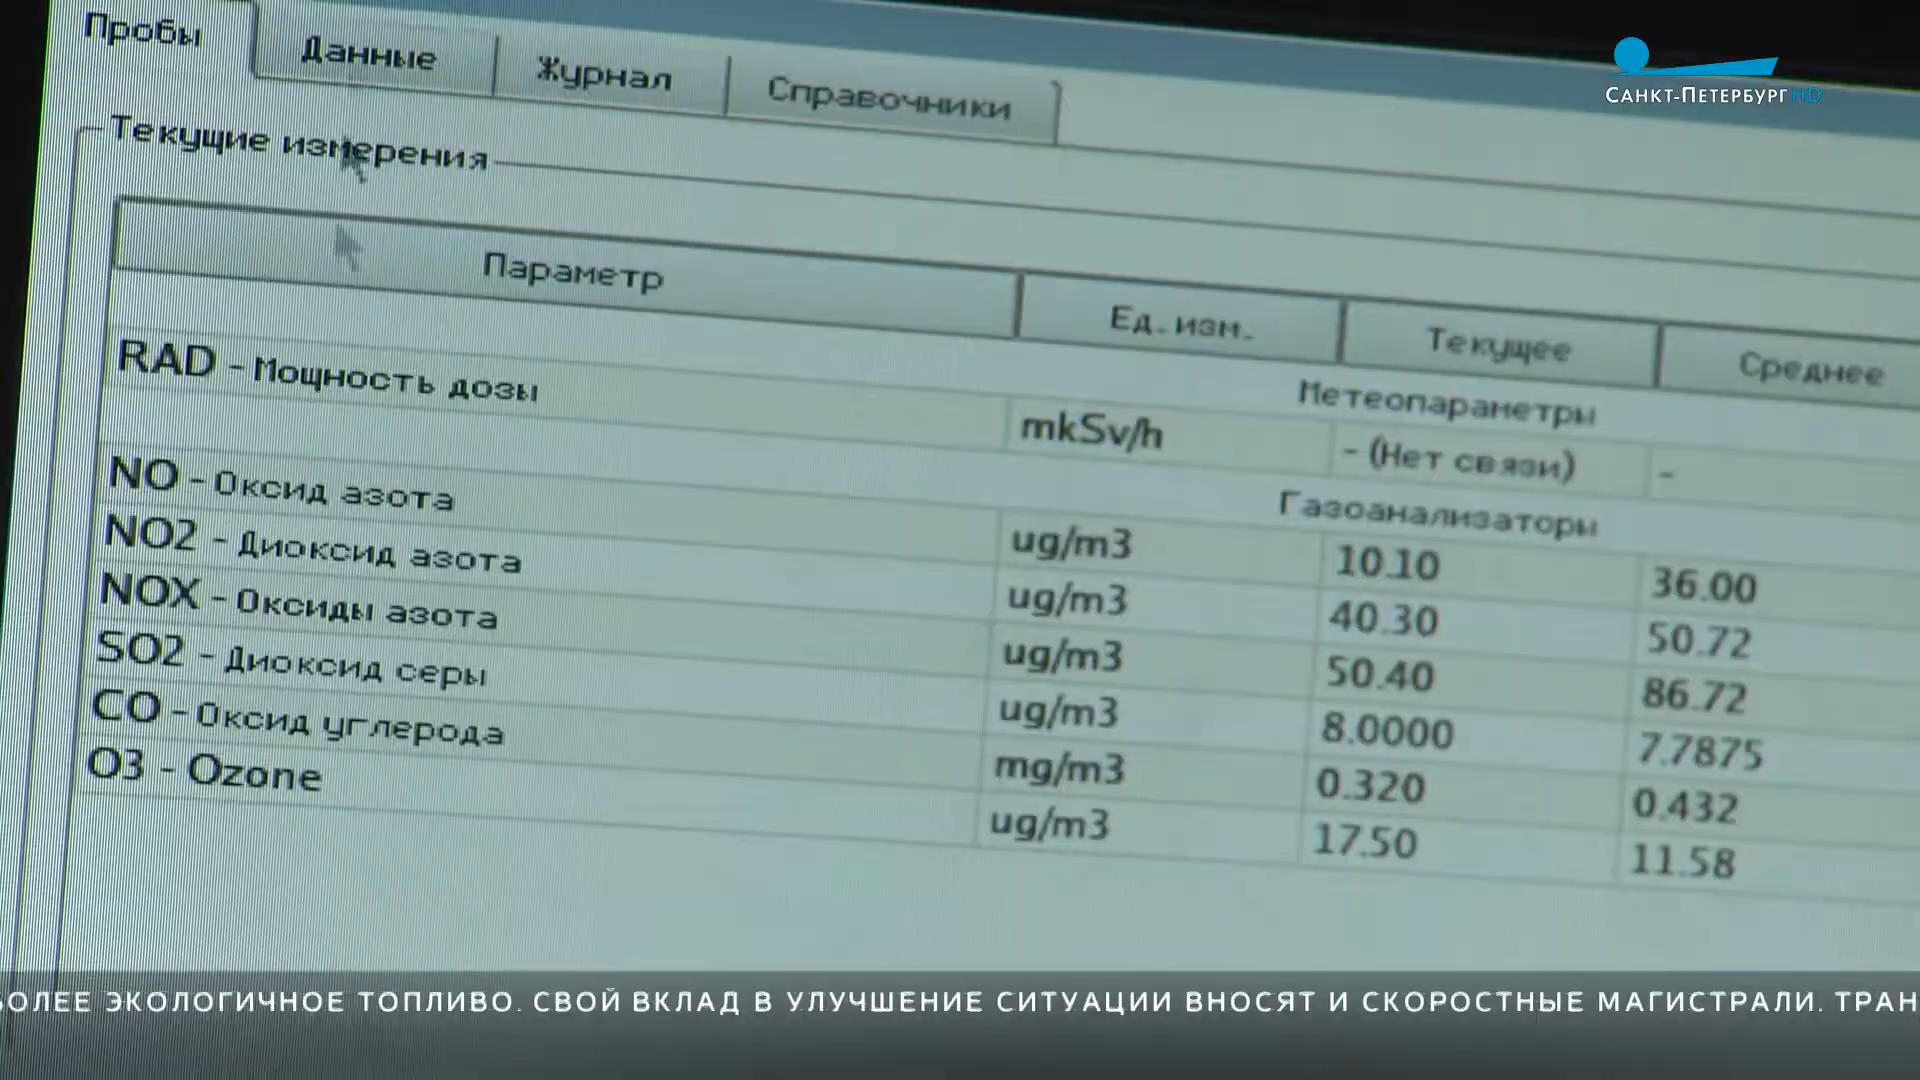 Пробы Данные Журнал Справочники
САНКТ-ПЕТЕРБУРГ HD
Текущие измерения
Параметр Ед. изм. Текущее Среднее
Метеопараметры
RAD - Мощность дозы mkSv/h - (Нет связи) -
Газоанализаторы
NO - Оксид азота ug/m3 10.10 36.00
NO2 - Диоксид азота ug/m3 40.30 50.72
NOX - Оксиды азота ug/m3 50.40 86.72
SO2 - Диоксид серы ug/m3 8.0000 7.7875
CO - Оксид углерода mg/m3 0.320 0.432
O3 - Ozone ug/m3 17.50 11.58
БОЛЕЕ ЭКОЛОГИЧНОЕ ТОПЛИВО. СВОЙ ВКЛАД В УЛУЧШЕНИЕ СИТУАЦИИ ВНОСЯТ И СКОРОСТНЫЕ МАГИСТРАЛИ. ТРАН